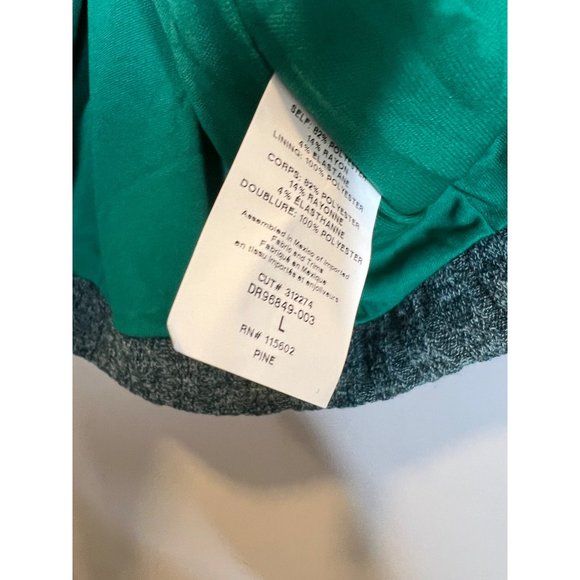 SELF: 82% POLYESTER
14% RAYON
4% ELASTANE
LINING: 100% POLYESTER
CORPS: 82% POLYESTER
14% RAYONNE
4% ÉLASTHANNE
DOUBLURE: 100% POLYESTER
Assembled in Mexico of Imported
Fabric and Trims
Fabriqué en Mexique
en tissu importés et enjoliveurs
CUT# 312274
DR96849-003
L
RN# 115602
PINE